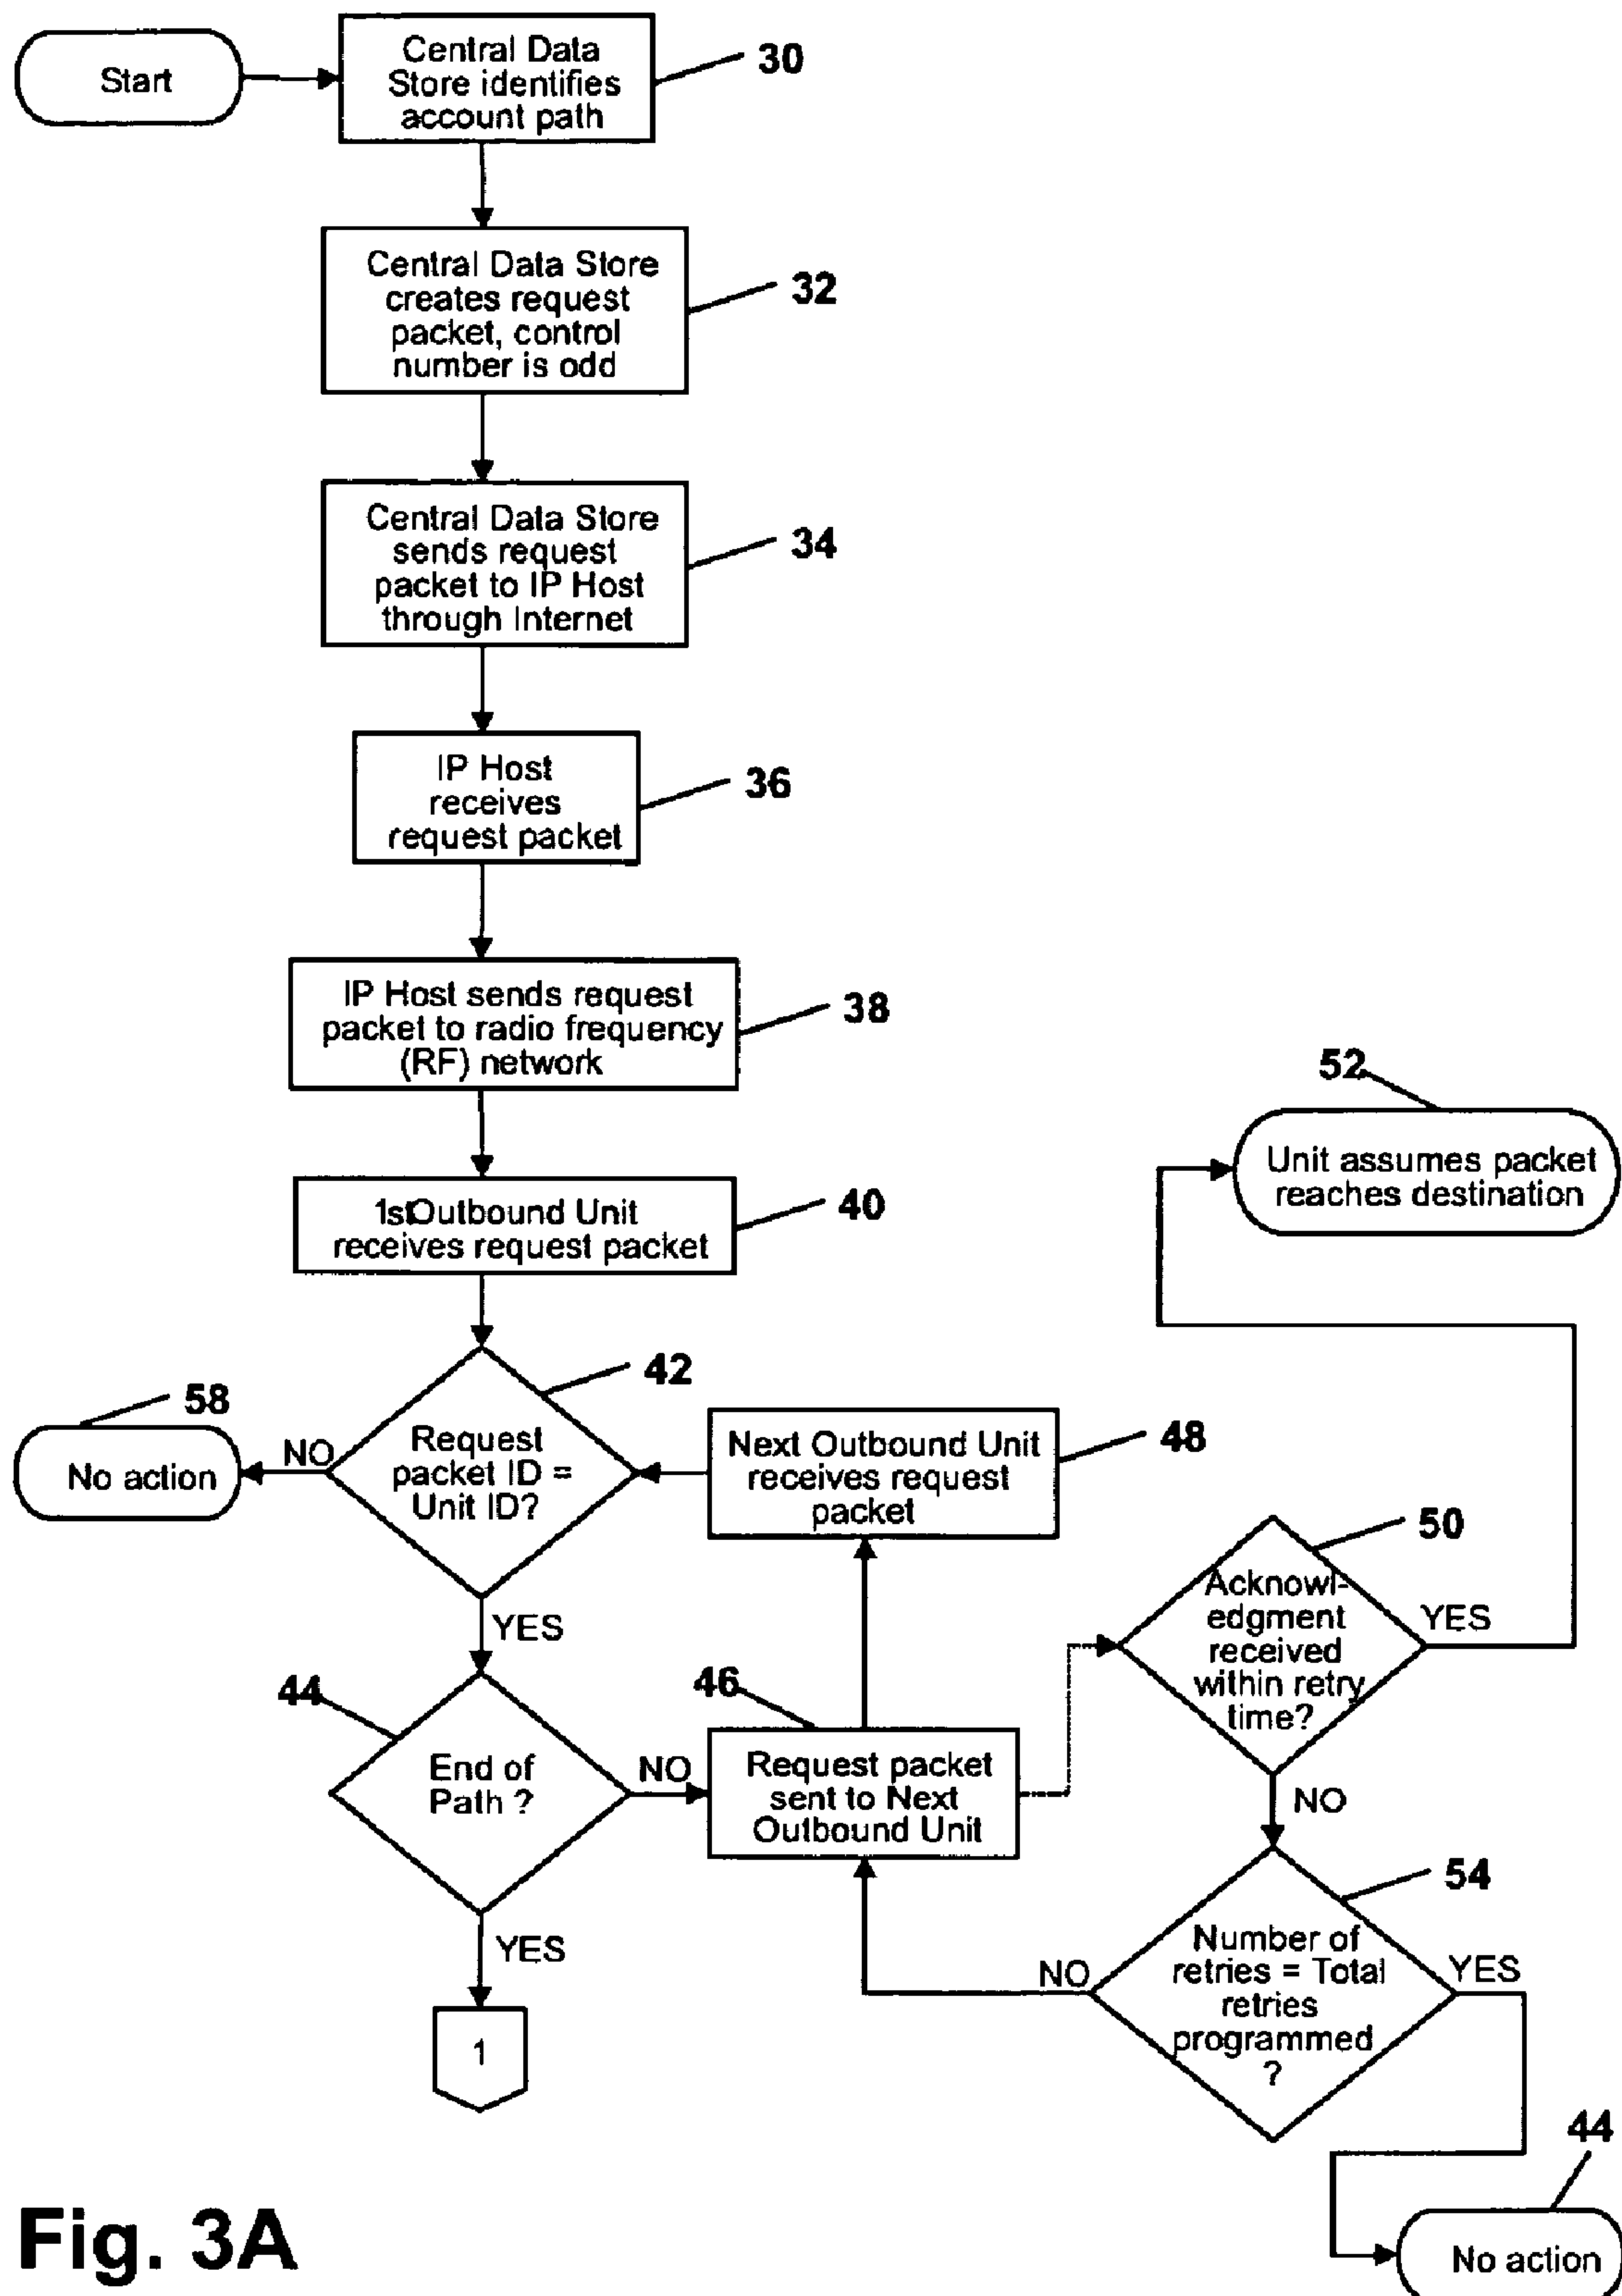 Start
Central Data
Store identifies
account path
30
Central Data Store
creates request
packet, control
number is odd
32
Central Data Store
sends request
packet to IP Host
through Internet
34
IP Host
receives
request packet
36
IP Host sends request
packet to radio frequency
(RF) network
38
1stOutbound Unit
receives request packet
40
52
Unit assumes packet
reaches destination
42
Request
packet ID =
Unit ID?
NO
58
No action
YES
48
Next Outbound Unit
receives request
packet
50
Acknowl-
edgment
received
within retry
time?
YES
NO
44
End of
Path ?
NO
YES
46
Request packet
sent to Next
Outbound Unit
54
Number of
retries = Total
retries
programmed
?
NO
YES
1
44
No action
Fig. 3A